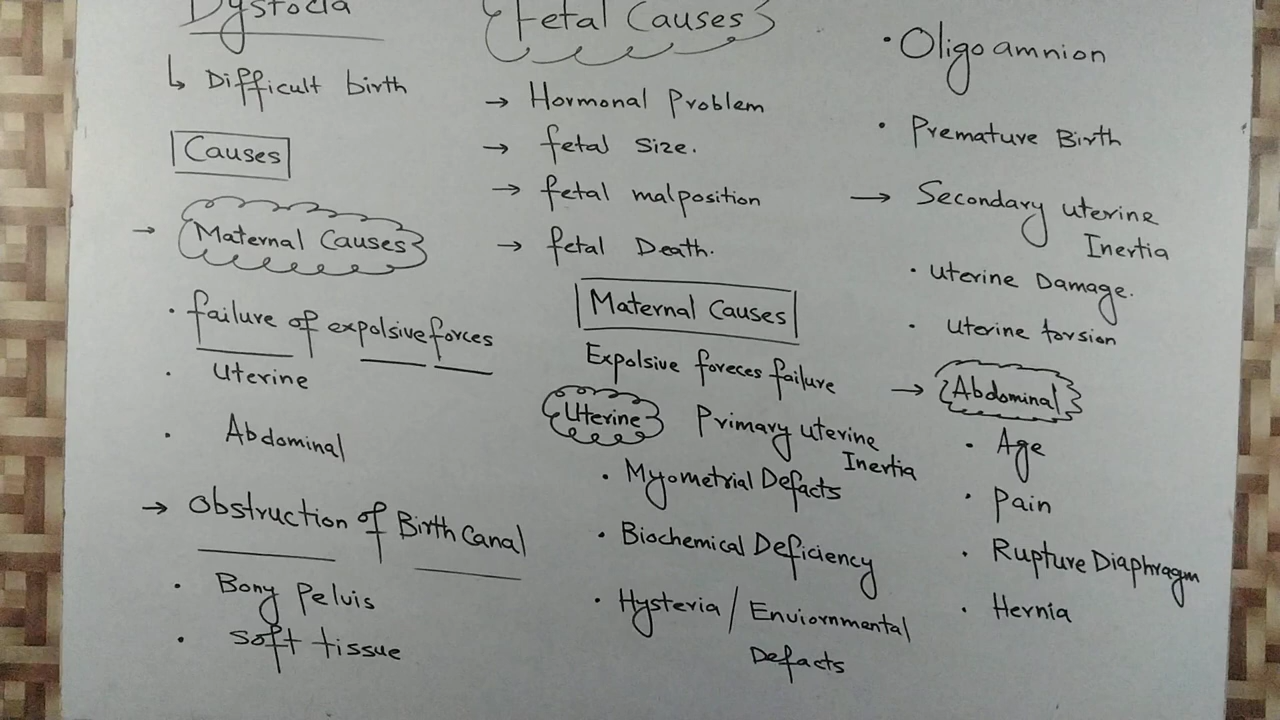 Dystocia
↳ Difficult birth
Causes
→ Maternal Causes
• failure of expolsive forces
• Uterine
• Abdominal
→ Obstruction of Birth Canal
• Bony Pelvis
• Soft tissue
Fetal Causes
→ Hormonal Problem
→ fetal size.
→ fetal malposition
→ fetal Death.
Maternal Causes
Expolsive foreces failure
Uterine Primary uterine
Inertia
• Myometrial Defacts
• Biochemical Deficiency
• Hysteria / Enviornmental
Defacts
• Oligoamnion
• Premature Birth
→ Secondary uterine
Inertia
• Uterine Damage.
• Uterine torsion
→ Abdominal
• Age
• Pain
• Rupture Diaphragm
• Hernia